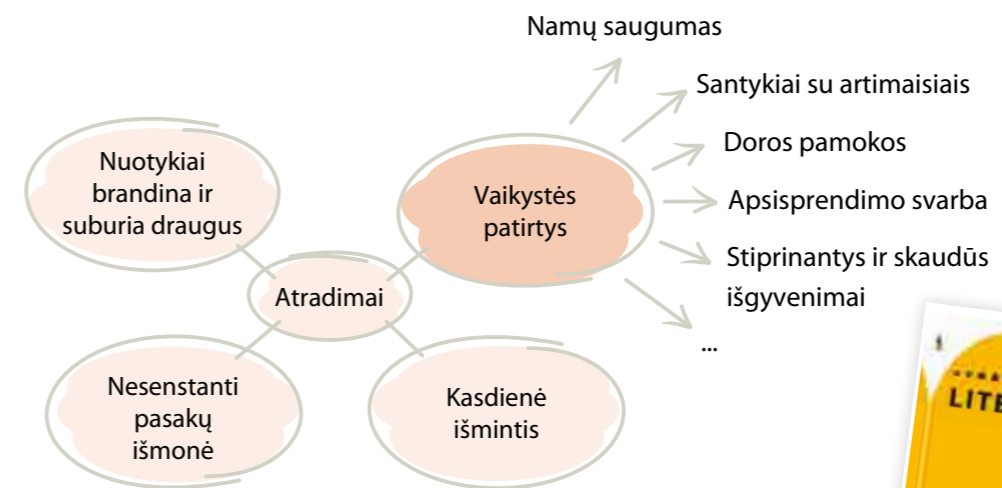 Namų saugumas
Santykiai su artimaisiais
Doros pamokos
Apsisprendimo svarba
Stiprinantys ir skaudūs
išgyvenimai
...
Vaikystės
patirtys
Nuotykiai
brandina ir
suburia draugus
Atradimai
Nesenstanti
pasakų
išmonė
Kasdienė
išmintis